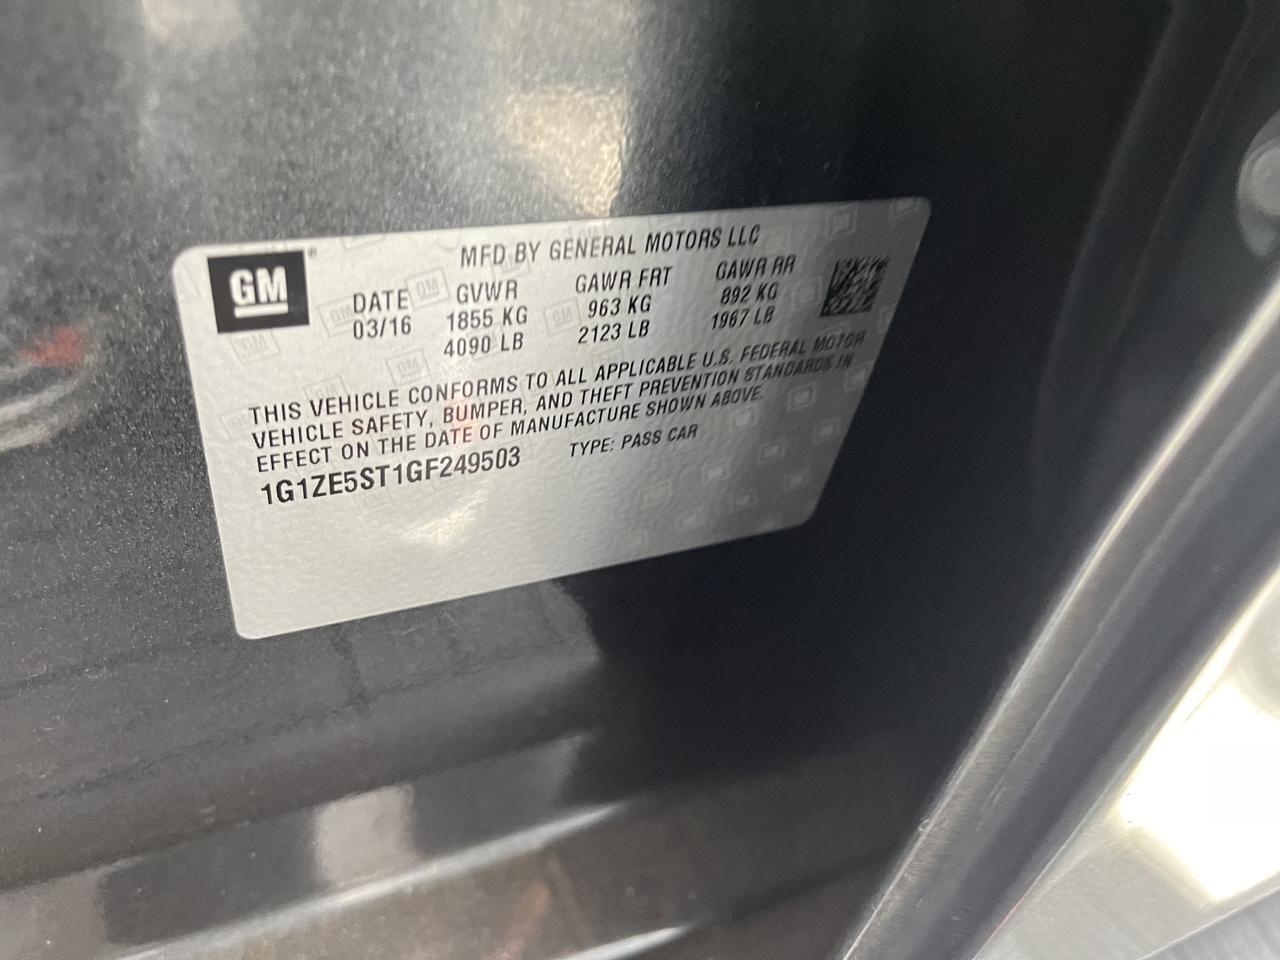 GM
MFD BY GENERAL MOTORS LLC
DATE GVWR GAWR FRT GAWR RR
03/16 1855 KG 963 KG 892 KG
4090 LB 2123 LB 1967 LB
THIS VEHICLE CONFORMS TO ALL APPLICABLE U.S. FEDERAL MOTOR
VEHICLE SAFETY, BUMPER, AND THEFT PREVENTION STANDARDS IN
EFFECT ON THE DATE OF MANUFACTURE SHOWN ABOVE.
1G1ZE5ST1GF249503 TYPE: PASS CAR